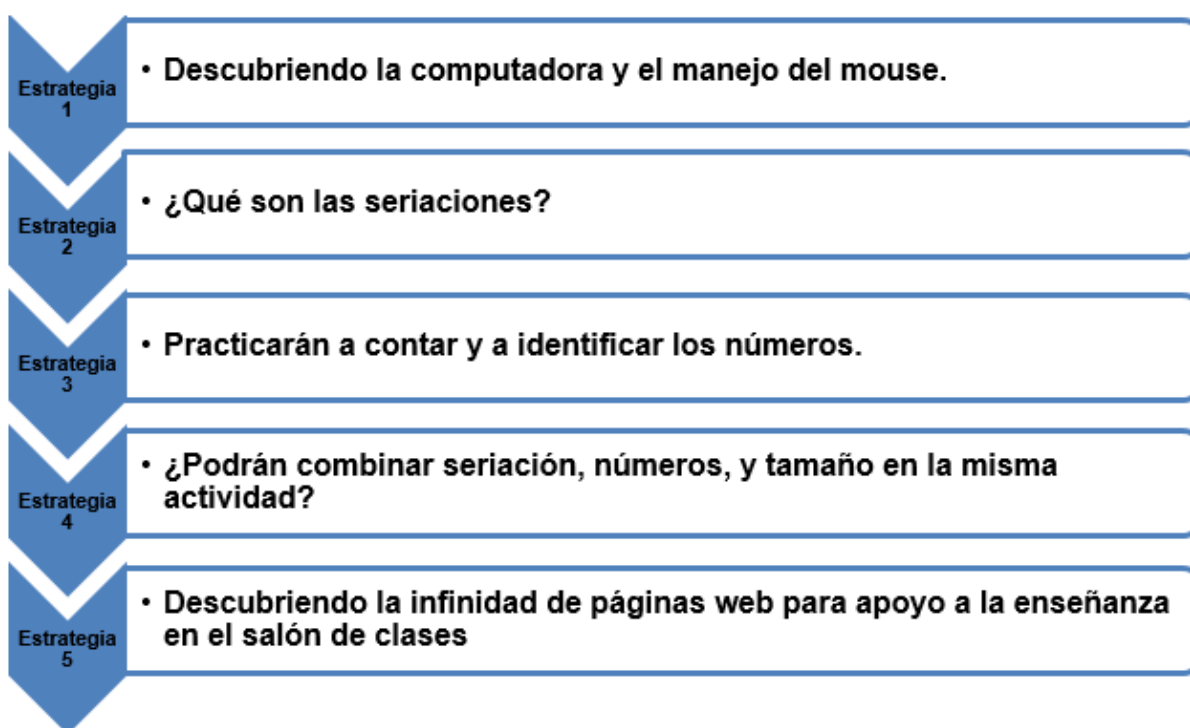 Estrategia
1
• Descubriendo la computadora y el manejo del mouse.
Estrategia
2
• ¿Qué son las seriaciones?
Estrategia
3
• Practicarán a contar y a identificar los números.
Estrategia
4
• ¿Podrán combinar seriación, números, y tamaño en la misma
actividad?
Estrategia
5
• Descubriendo la infinidad de páginas web para apoyo a la enseñanza
en el salón de clases